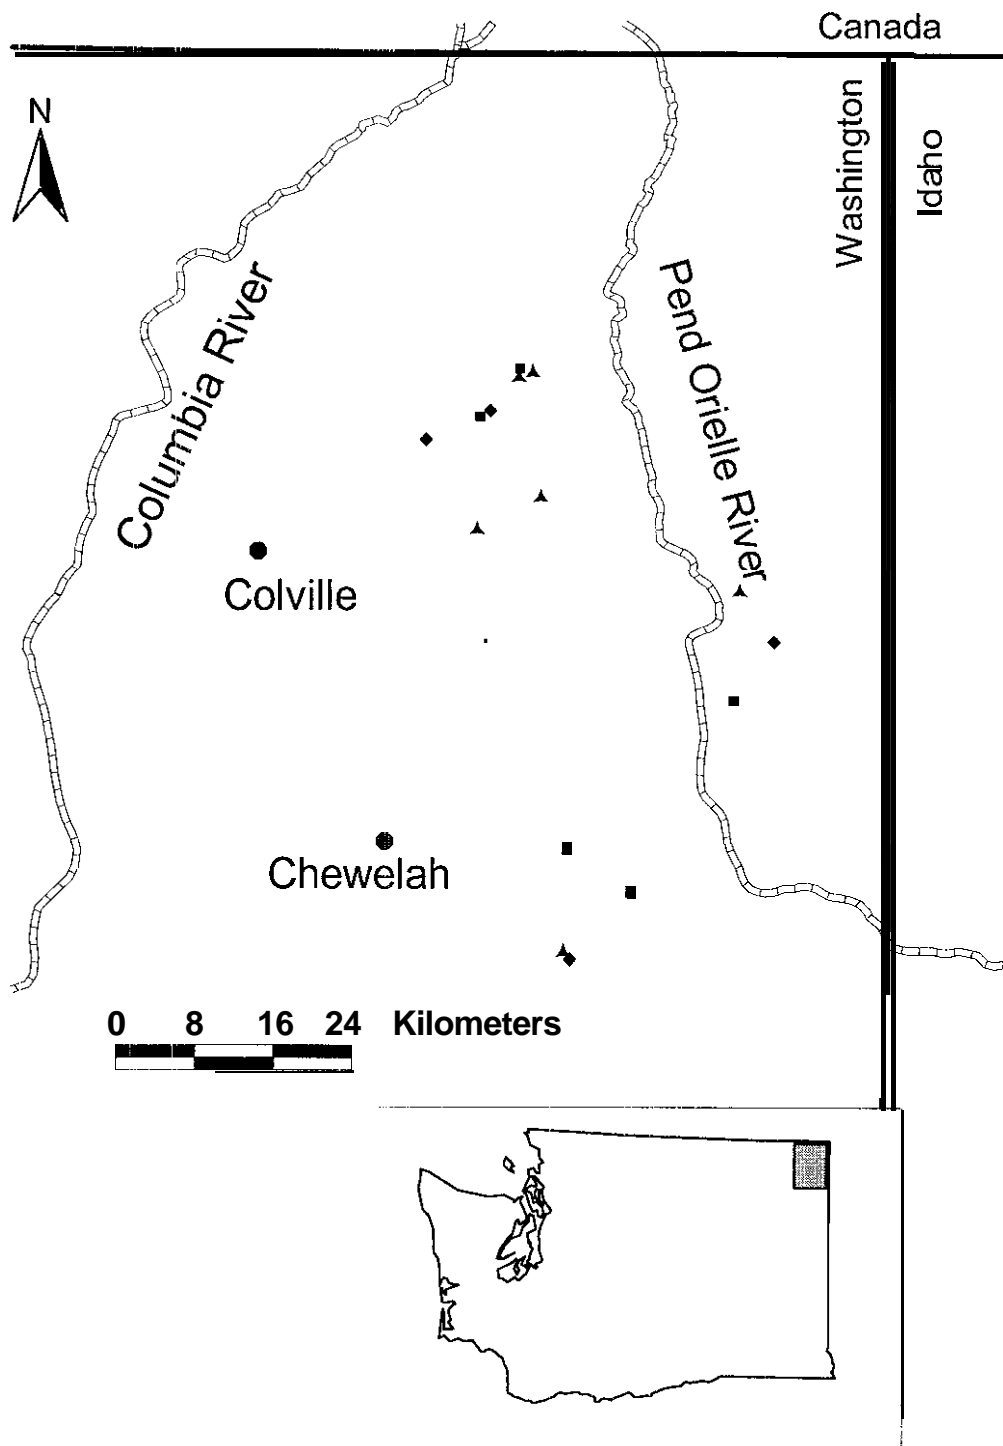 Canada
N
Washington
Idaho
Columbia River
Pend Orielle River
Colville
Chewelah
0 8 16 24 Kilometers